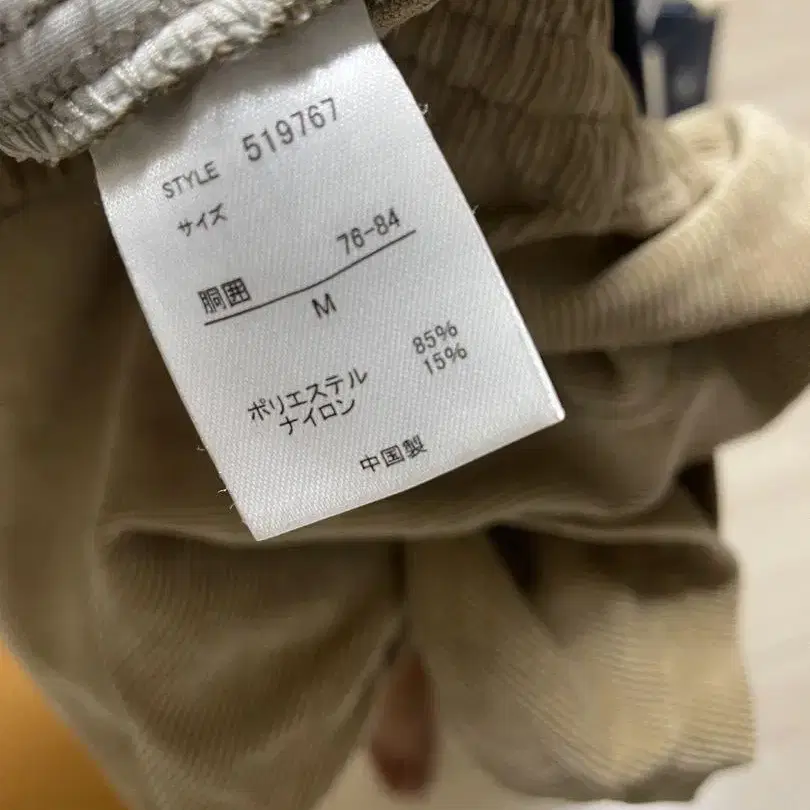 STYLE 519767
サイズ
胴囲 76-84
M
ポリエステル 85%
ナイロン 15%
中国製